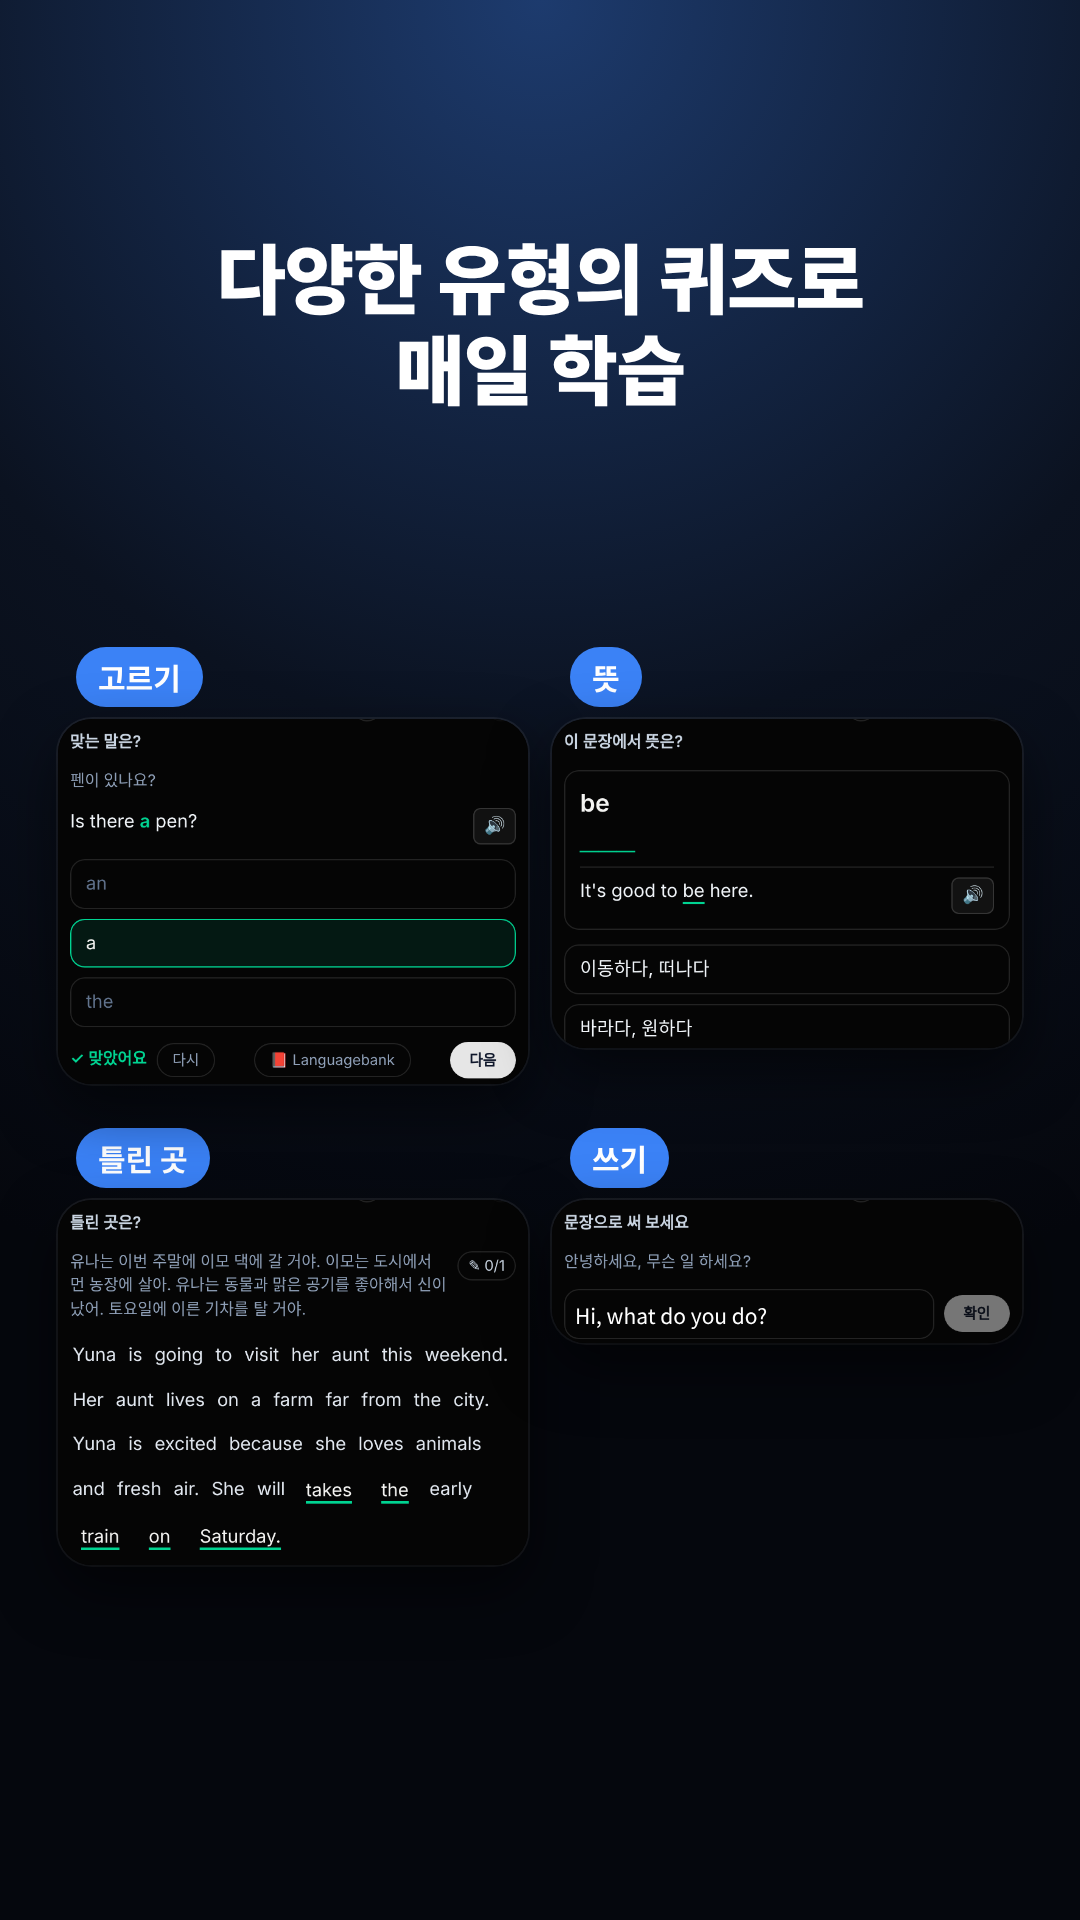 다양한 유형의 퀴즈로
매일 학습
고르기
맞는 말은?
펜이 있나요?
Is there a pen?
an
a
the
✓ 맞았어요 다시 Languagebank 다음
뜻
이 문장에서 뜻은?
be
It's good to be here.
이동하다, 떠나다
바라다, 원하다
틀린 곳
틀린 곳은?
유나는 이번 주말에 이모 댁에 갈 거야. 이모는 도시에서
먼 농장에 살아. 유나는 동물과 맑은 공기를 좋아해서 신이
났어. 토요일에 이른 기차를 탈 거야.
✎ 0/1
Yuna is going to visit her aunt this weekend.
Her aunt lives on a farm far from the city.
Yuna is excited because she loves animals
and fresh air. She will takes the early
train on Saturday.
쓰기
문장으로 써 보세요
안녕하세요, 무슨 일 하세요?
Hi, what do you do?
확인